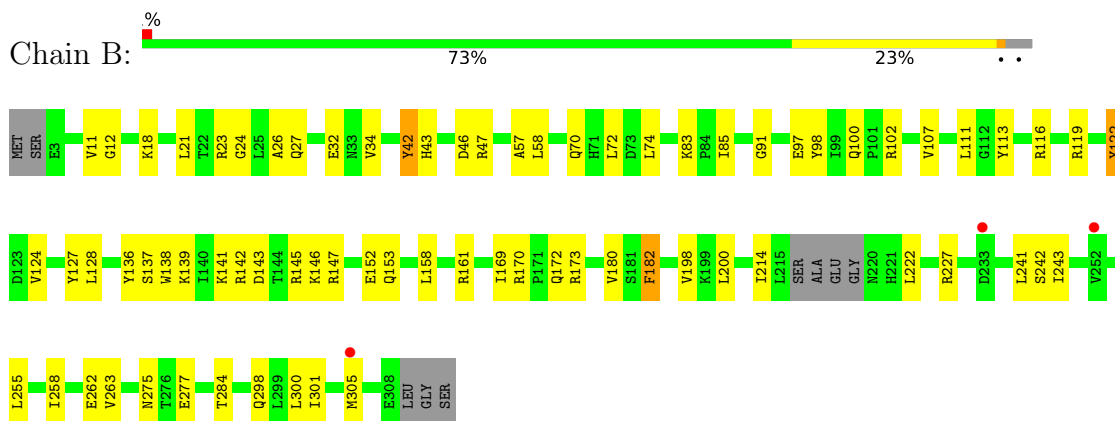 %
Chain B:
73% 23% • •
MET SER E3 V11 G12 K18 L21 T22 R23 G24 L25 A26 Q27 E32 N33 V34 Y42 H43 D46 R47 A57 L58 Q70 H71 L72 D73 L74 K83 P84 I85 G91 E97 Y98 I99 Q100 P101 R102 V107 L111 G112 Y113 R116 R119
D123 V124 Y127 L128 Y136 S137 W138 K139 I140 K141 R142 D143 T144 R145 K146 R147 E152 Q153 L158 R161 I169 R170 P171 Q172 R173 V180 S181 F182 V198 K199 L200 I214 L215 SER ALA GLU GLY N220 H221 L222 R227 D233 L241 S242 I243 V252
L255 I258 E262 V263 N275 T276 E277 T284 Q298 L299 L300 I301 M305 E308 LEU GLY SER